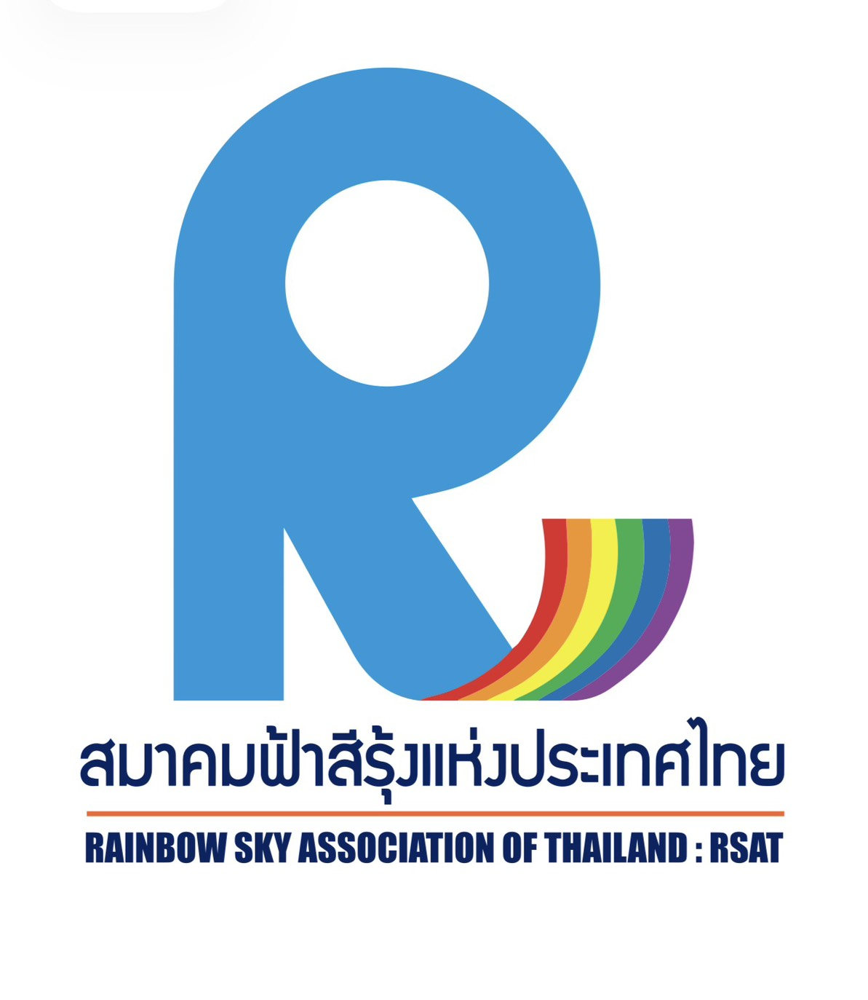 สมาคมฟ้าสีรุ้งแห่งประเทศไทย
RAINBOW SKY ASSOCIATION OF THAILAND : RSAT